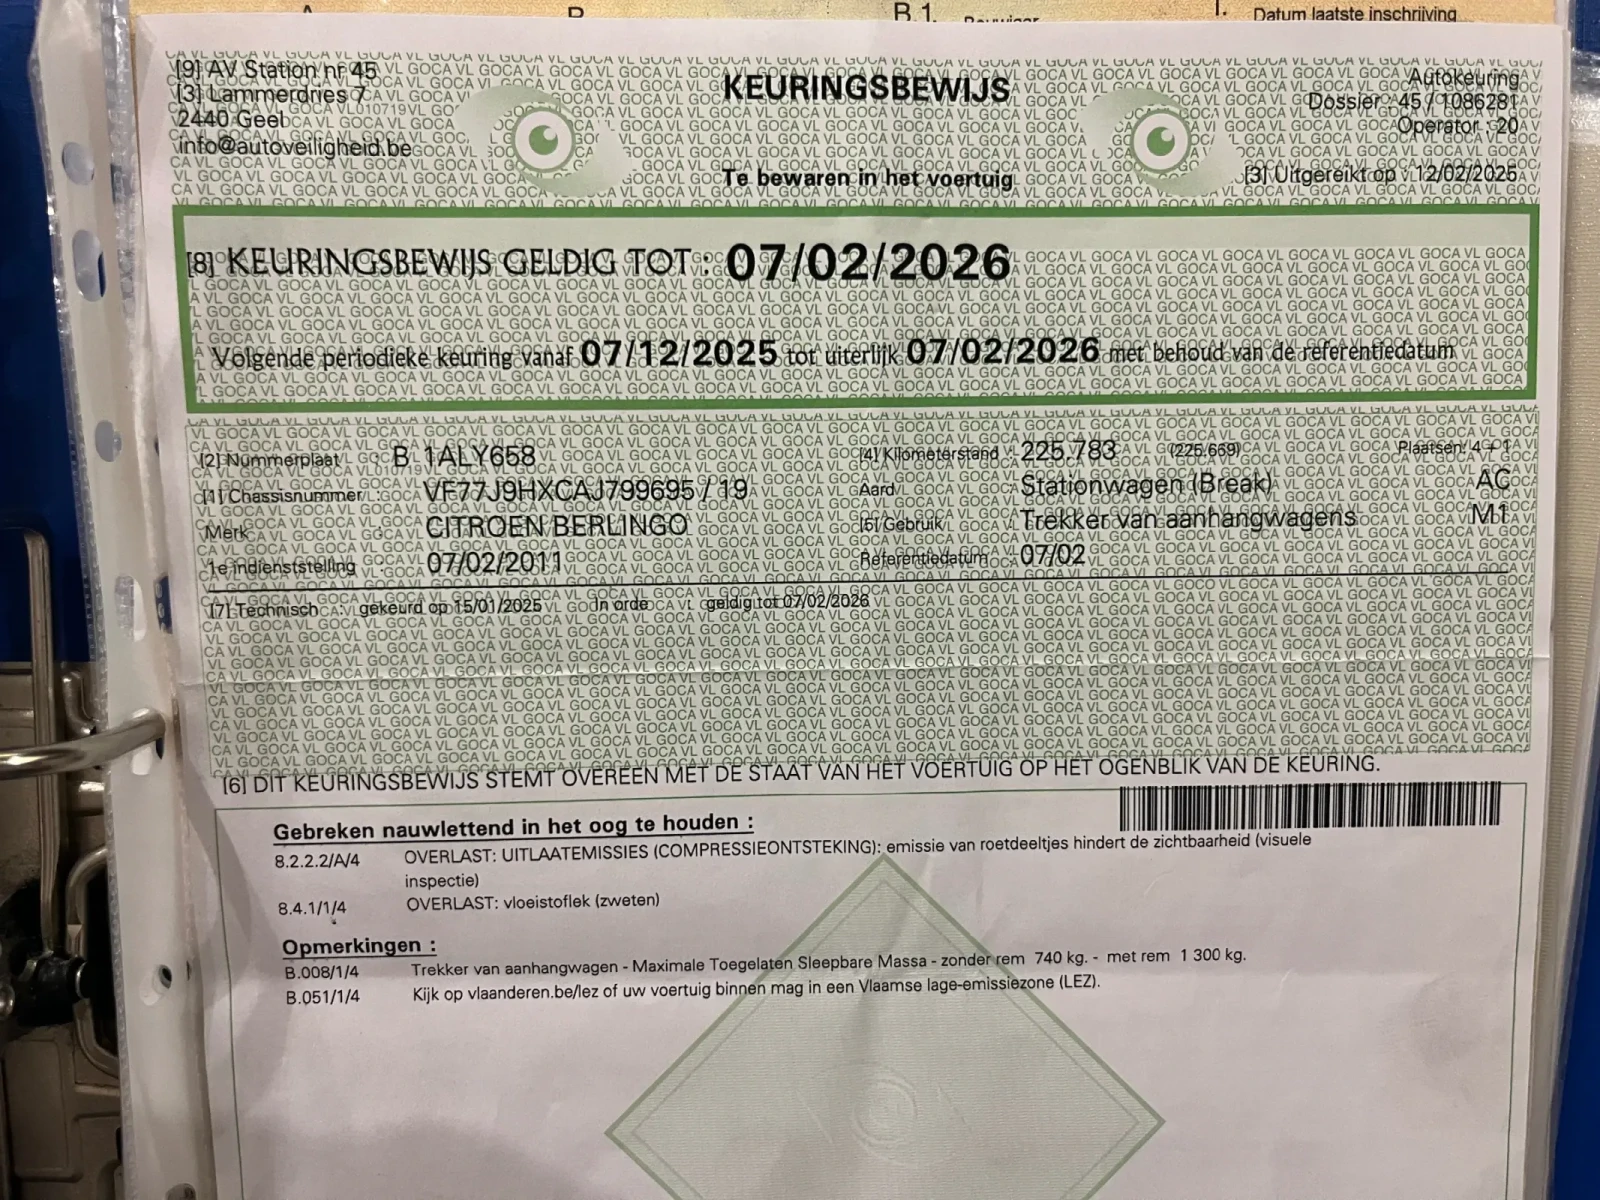 B.1.
Datum laatste inschrijving
[9] AV Station nr 45
[3] Lammerdries 7
2440 Geel
info@autoveiligheid.be
KEURINGSBEWIJS
Te bewaren in het voertuig
Autokeuring
Dossier : 45 / 1086281
Operator : 20
[3] Uitgereikt op : 12/02/2025
[8] KEURINGSBEWIJS GELDIG TOT : 07/02/2026
Volgende periodieke keuring vanaf 07/12/2025 tot uiterlijk 07/02/2026 met behoud van de referentiedatum
[2] Nummerplaat : B 1ALY658 [4] Kilometerstand : 225.783 (225.659) Plaatsen: 4 + 1
[1] Chassisnummer : VF77J9HXCAJ799695 / 19 Aard : Stationwagen (Break) AC
Merk : CITROEN BERLINGO [5] Gebruik : Trekker van aanhangwagens M1
1e indienststelling : 07/02/2011 Referentiedatum : 07/02
[7] Technisch : gekeurd op 15/01/2025 In orde geldig tot 07/02/2026
[6] DIT KEURINGSBEWIJS STEMT OVEREEN MET DE STAAT VAN HET VOERTUIG OP HET OGENBLIK VAN DE KEURING.
Gebreken nauwlettend in het oog te houden :
8.2.2.2/A/4 OVERLAST: UITLAATEMISSIES (COMPRESSIEONTSTEKING): emissie van roetdeeltjes hindert de zichtbaarheid (visuele
inspectie)
8.4.1/1/4 OVERLAST: vloeistoflek (zweten)
Opmerkingen :
B.008/1/4 Trekker van aanhangwagen - Maximale Toegelaten Sleepbare Massa - zonder rem 740 kg. - met rem 1 300 kg.
B.051/1/4 Kijk op vlaanderen.be/lez of uw voertuig binnen mag in een Vlaamse lage-emissiezone (LEZ).